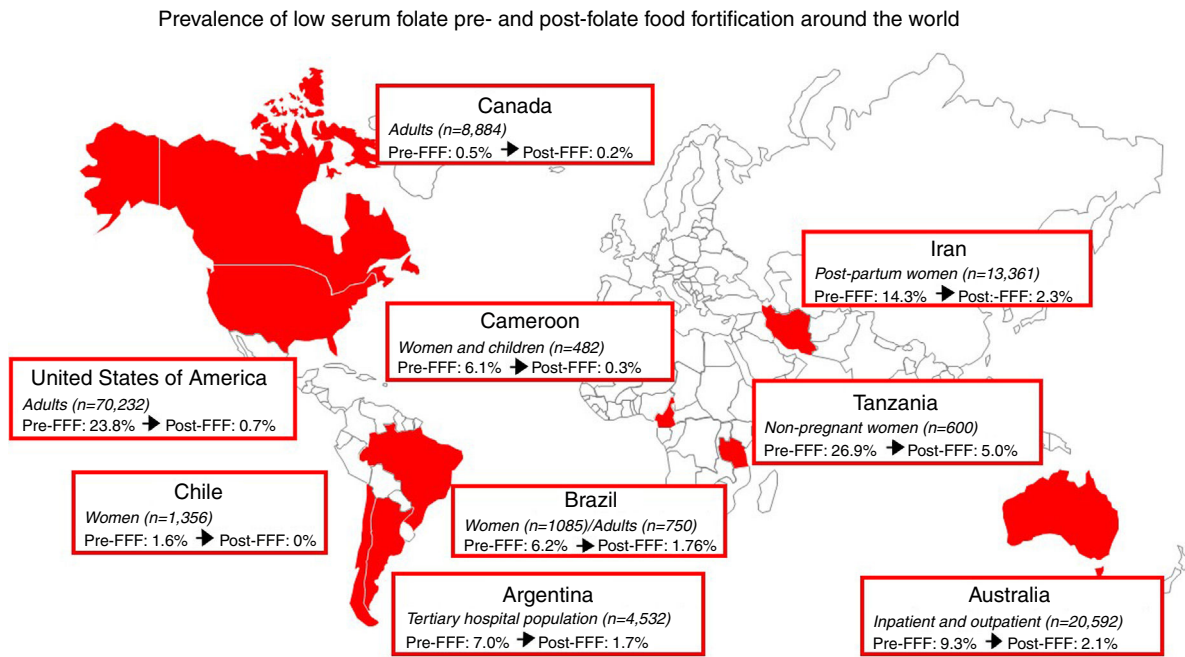 Prevalence of low serum folate pre- and post-folate food fortification around the world
Canada
Adults (n=8,884)
Pre-FFF: 0.5% → Post-FFF: 0.2%
Iran
Post-partum women (n=13,361)
Pre-FFF: 14.3% → Post:-FFF: 2.3%
Cameroon
Women and children (n=482)
Pre-FFF: 6.1% → Post-FFF: 0.3%
United States of America
Adults (n=70,232)
Pre-FFF: 23.8% → Post-FFF: 0.7%
Tanzania
Non-pregnant women (n=600)
Pre-FFF: 26.9% → Post-FFF: 5.0%
Chile
Women (n=1,356)
Pre-FFF: 1.6% → Post-FFF: 0%
Brazil
Women (n=1085)/Adults (n=750)
Pre-FFF: 6.2% → Post-FFF: 1.76%
Argentina
Tertiary hospital population (n=4,532)
Pre-FFF: 7.0% → Post-FFF: 1.7%
Australia
Inpatient and outpatient (n=20,592)
Pre-FFF: 9.3% → Post-FFF: 2.1%